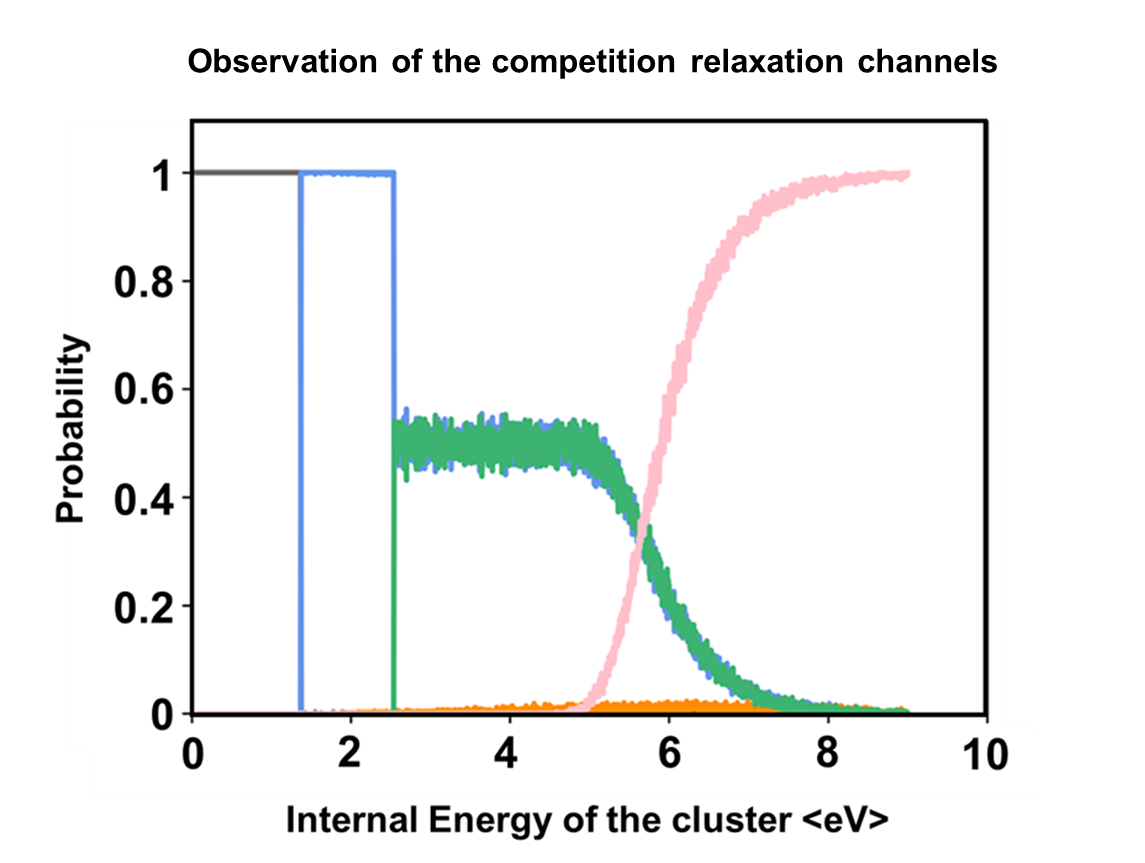 Observation of the competition relaxation channels
1
0.8
0.6
0.4
0.2
0
Probability
0 2 4 6 8 10
Internal Energy of the cluster <eV>